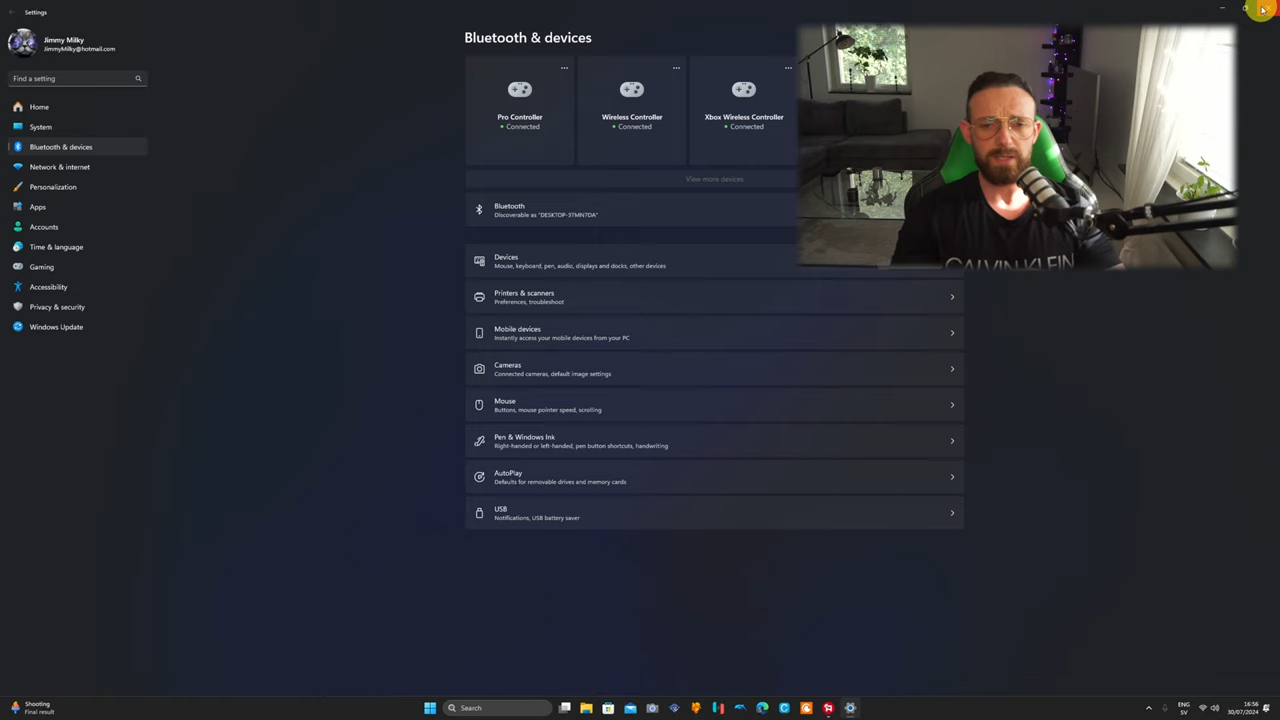 Settings
Jimmy Milky
JimmyMilky@hotmail.com
Find a setting
Home
System
Bluetooth & devices
Network & internet
Personalization
Apps
Accounts
Time & language
Gaming
Accessibility
Privacy & security
Windows Update
Bluetooth & devices
Pro Controller
Connected
Wireless Controller
Connected
Xbox Wireless Controller
Connected
View more devices
Bluetooth
Discoverable as "DESKTOP-3TMN7DA"
Devices
Mouse, keyboard, pen, audio, displays and docks, other devices
Printers & scanners
Preferences, troubleshoot
Mobile devices
Instantly access your mobile devices from your PC
Cameras
Connected cameras, default image settings
Mouse
Buttons, mouse pointer speed, scrolling
Pen & Windows Ink
Right-handed or left-handed, pen button shortcuts, handwriting
AutoPlay
Defaults for removable drives and memory cards
USB
Notifications, USB battery saver
CALVIN KLEIN
Shooting
Final result
Search
ENG
SV
16:56
30/07/2024